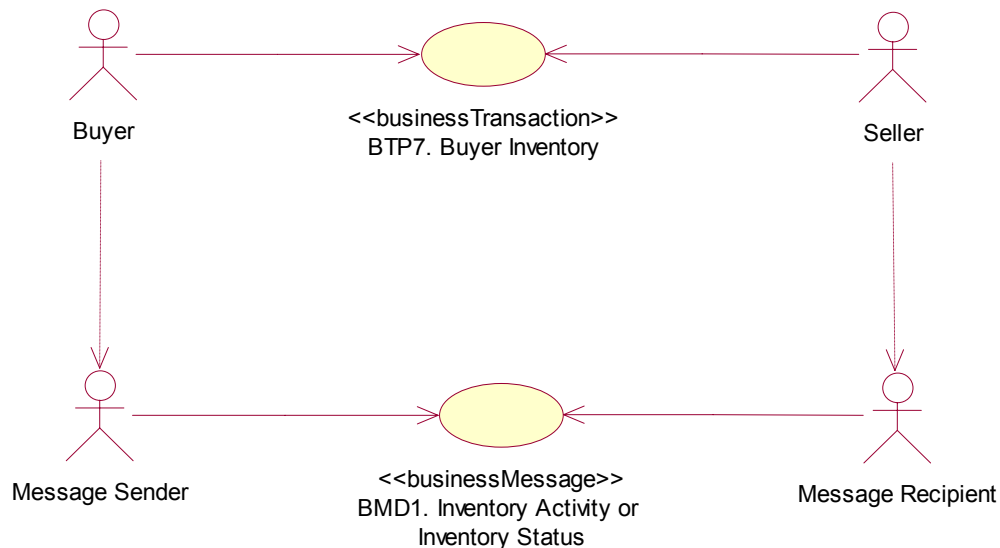 <<businessTransaction>>
BTP7. Buyer Inventory
Buyer
Seller
Message Sender
<<businessMessage>>
BMD1. Inventory Activity or
Inventory Status
Message Recipient